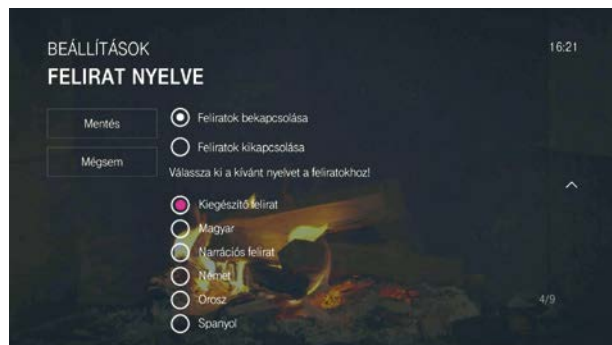 BEÁLLÍTÁSOK
16:21
FELIRAT NYELVE
Mentés
Mégsem
Feliratok bekapcsolása
Feliratok kikapcsolása
Válassza ki a kívánt nyelvet a feliratokhoz!
Kiegészítő felirat
Magyar
Narrációs felirat
Német
Orosz
Spanyol
4/9